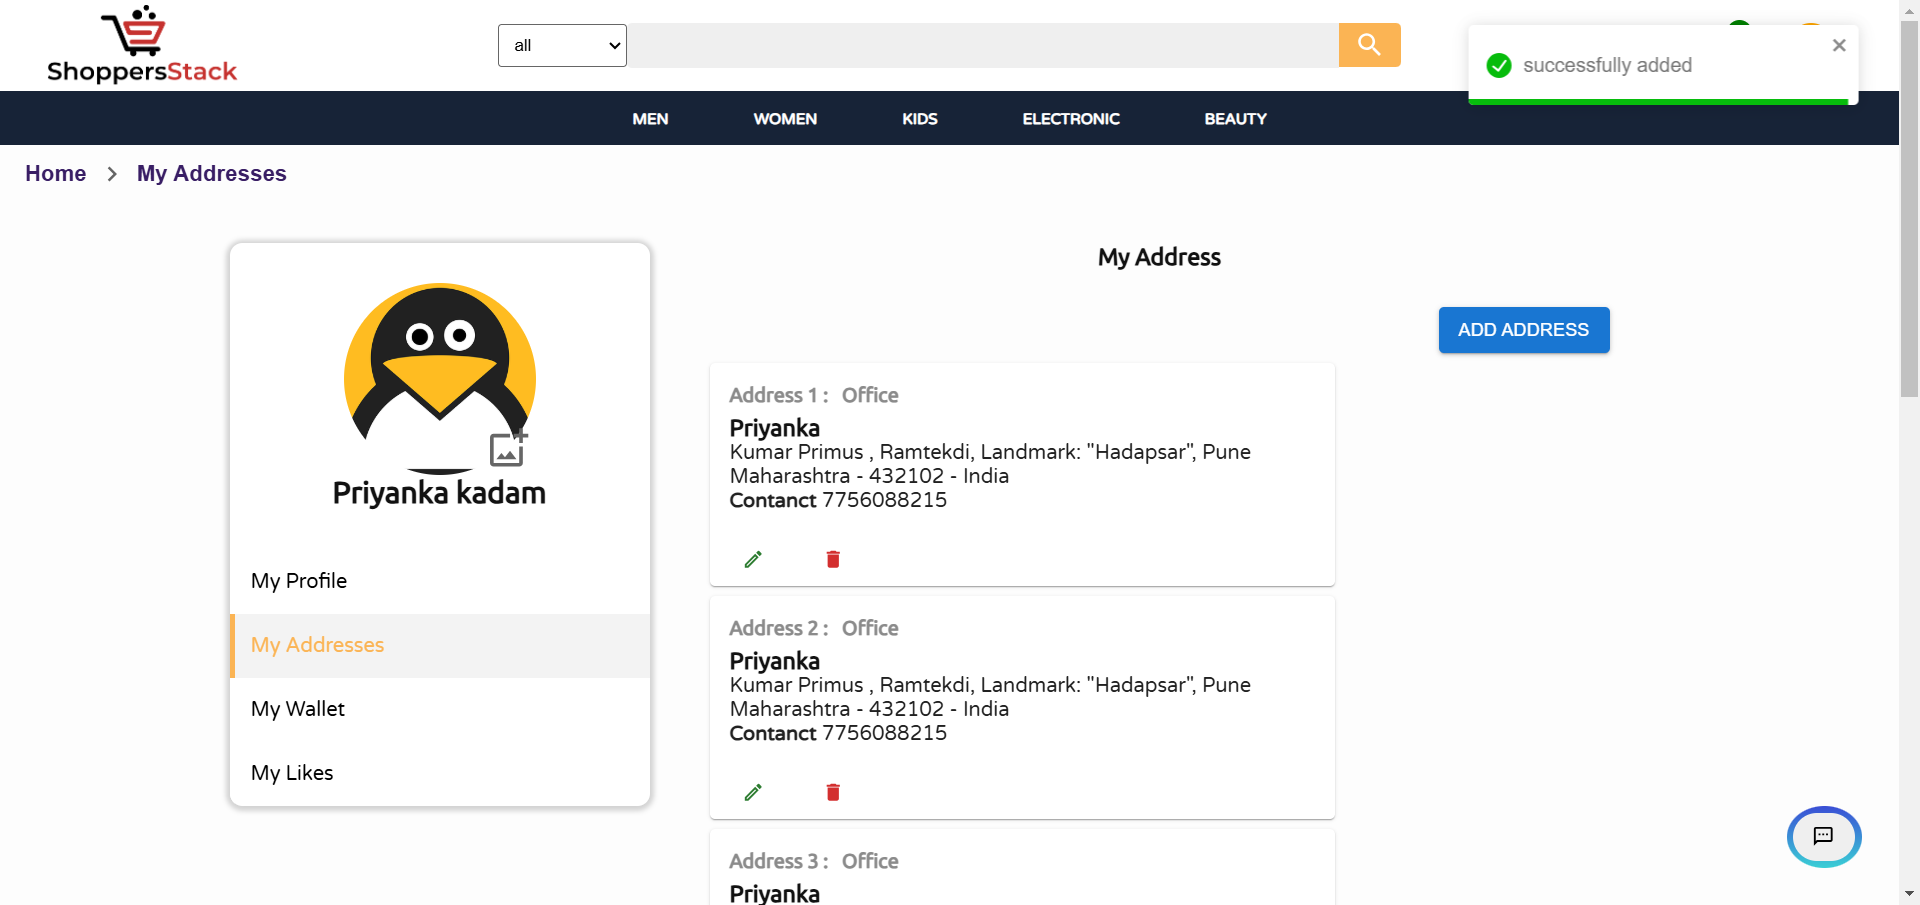 ShoppersStack
all
successfully added
MEN WOMEN KIDS ELECTRONIC BEAUTY
Home > My Addresses
Priyanka kadam
My Profile
My Addresses
My Wallet
My Likes
My Address
ADD ADDRESS
Address 1 : Office
Priyanka
Kumar Primus , Ramtekdi, Landmark: "Hadapsar", Pune
Maharashtra - 432102 - India
Contanct 7756088215
Address 2 : Office
Priyanka
Kumar Primus , Ramtekdi, Landmark: "Hadapsar", Pune
Maharashtra - 432102 - India
Contanct 7756088215
Address 3 : Office
Priyanka